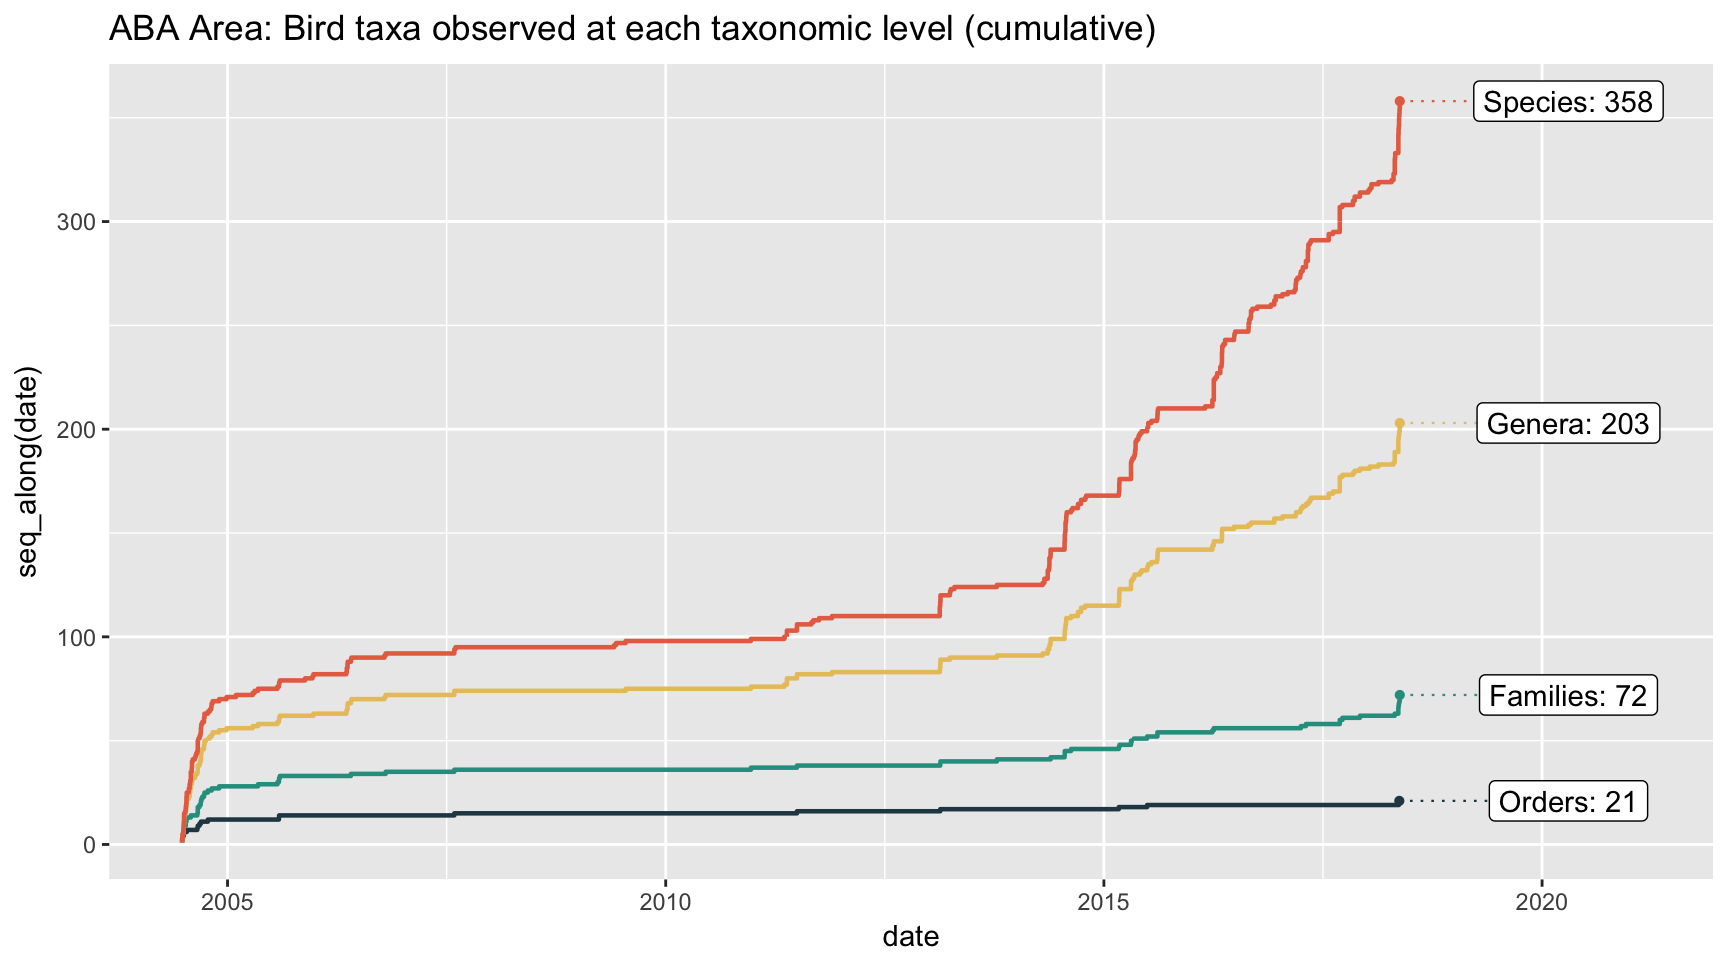 ABA Area: Bird taxa observed at each taxonomic level (cumulative)
Species: 358
300
Genera: 203
200
seq_along(date)
100
Families: 72
Orders: 21
0
2005
2010
2015
2020
date